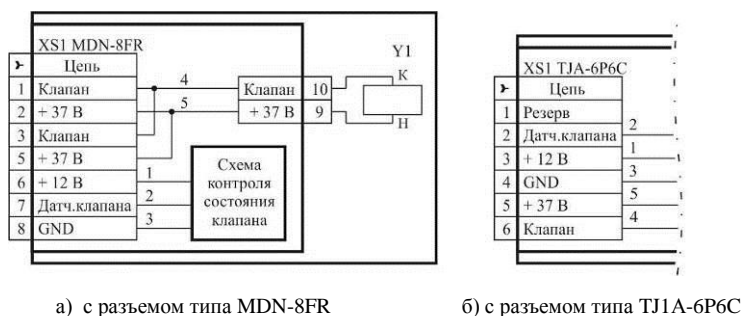 XS1 MDN-8FR
Цепь
1 Клапан
2 + 37 В
3 Клапан
5 + 37 В
6 + 12 В
7 Датч.клапана
8 GND
4
5
1
2
3
Клапан 10
+ 37 В 9
Схема
контроля
состояния
клапана
Y1
К
Н
XS1 TJA-6P6C
Цепь
1 Резерв
2 Датч.клапана
3 + 12 В
4 GND
5 + 37 В
6 Клапан
2
1
3
5
4
а) с разъемом типа MDN-8FR
б) с разъемом типа TJ1A-6P6C